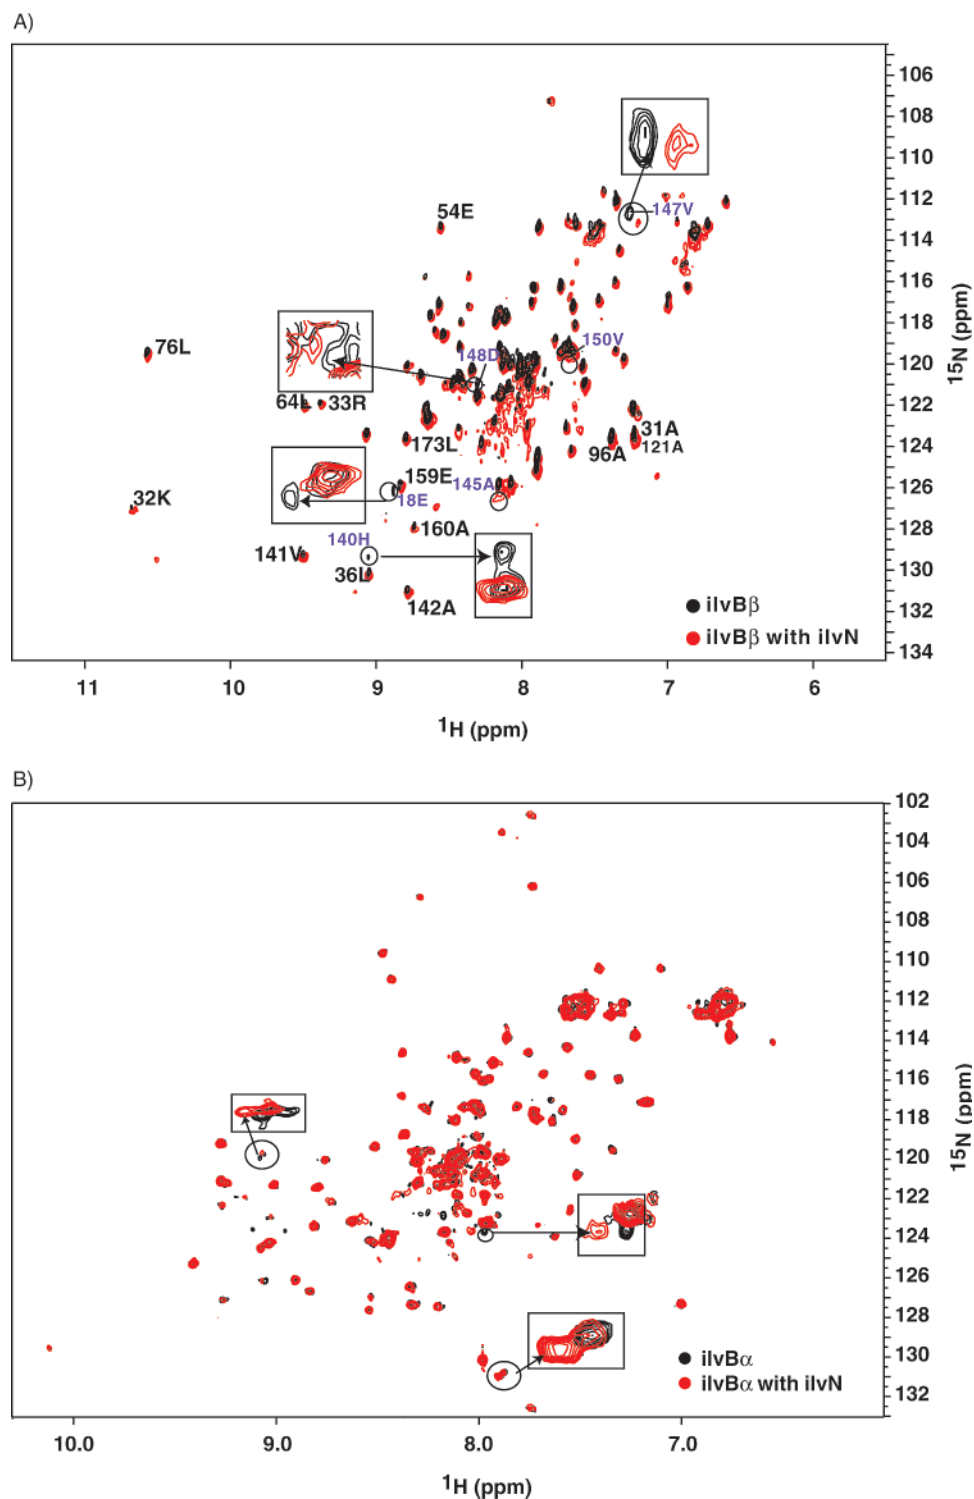 A)
106
108
110
112
147V
54E
114
116
118
76L
148D
150V
120
64L
33R
122
31A
173L
96A
121A
124
159E
145A
18E
126
32K
160A
140H
128
141V
36L
130
142A
ilvBβ
131
ilvBβ with ilvN
132
134
15N (ppm)
11
10
9
8
7
6
1H (ppm)
B)
102
104
106
108
110
112
114
116
118
120
122
124
126
128
130
132
15N (ppm)
ilvBα
ilvBα with ilvN
10.0
9.0
8.0
7.0
1H (ppm)